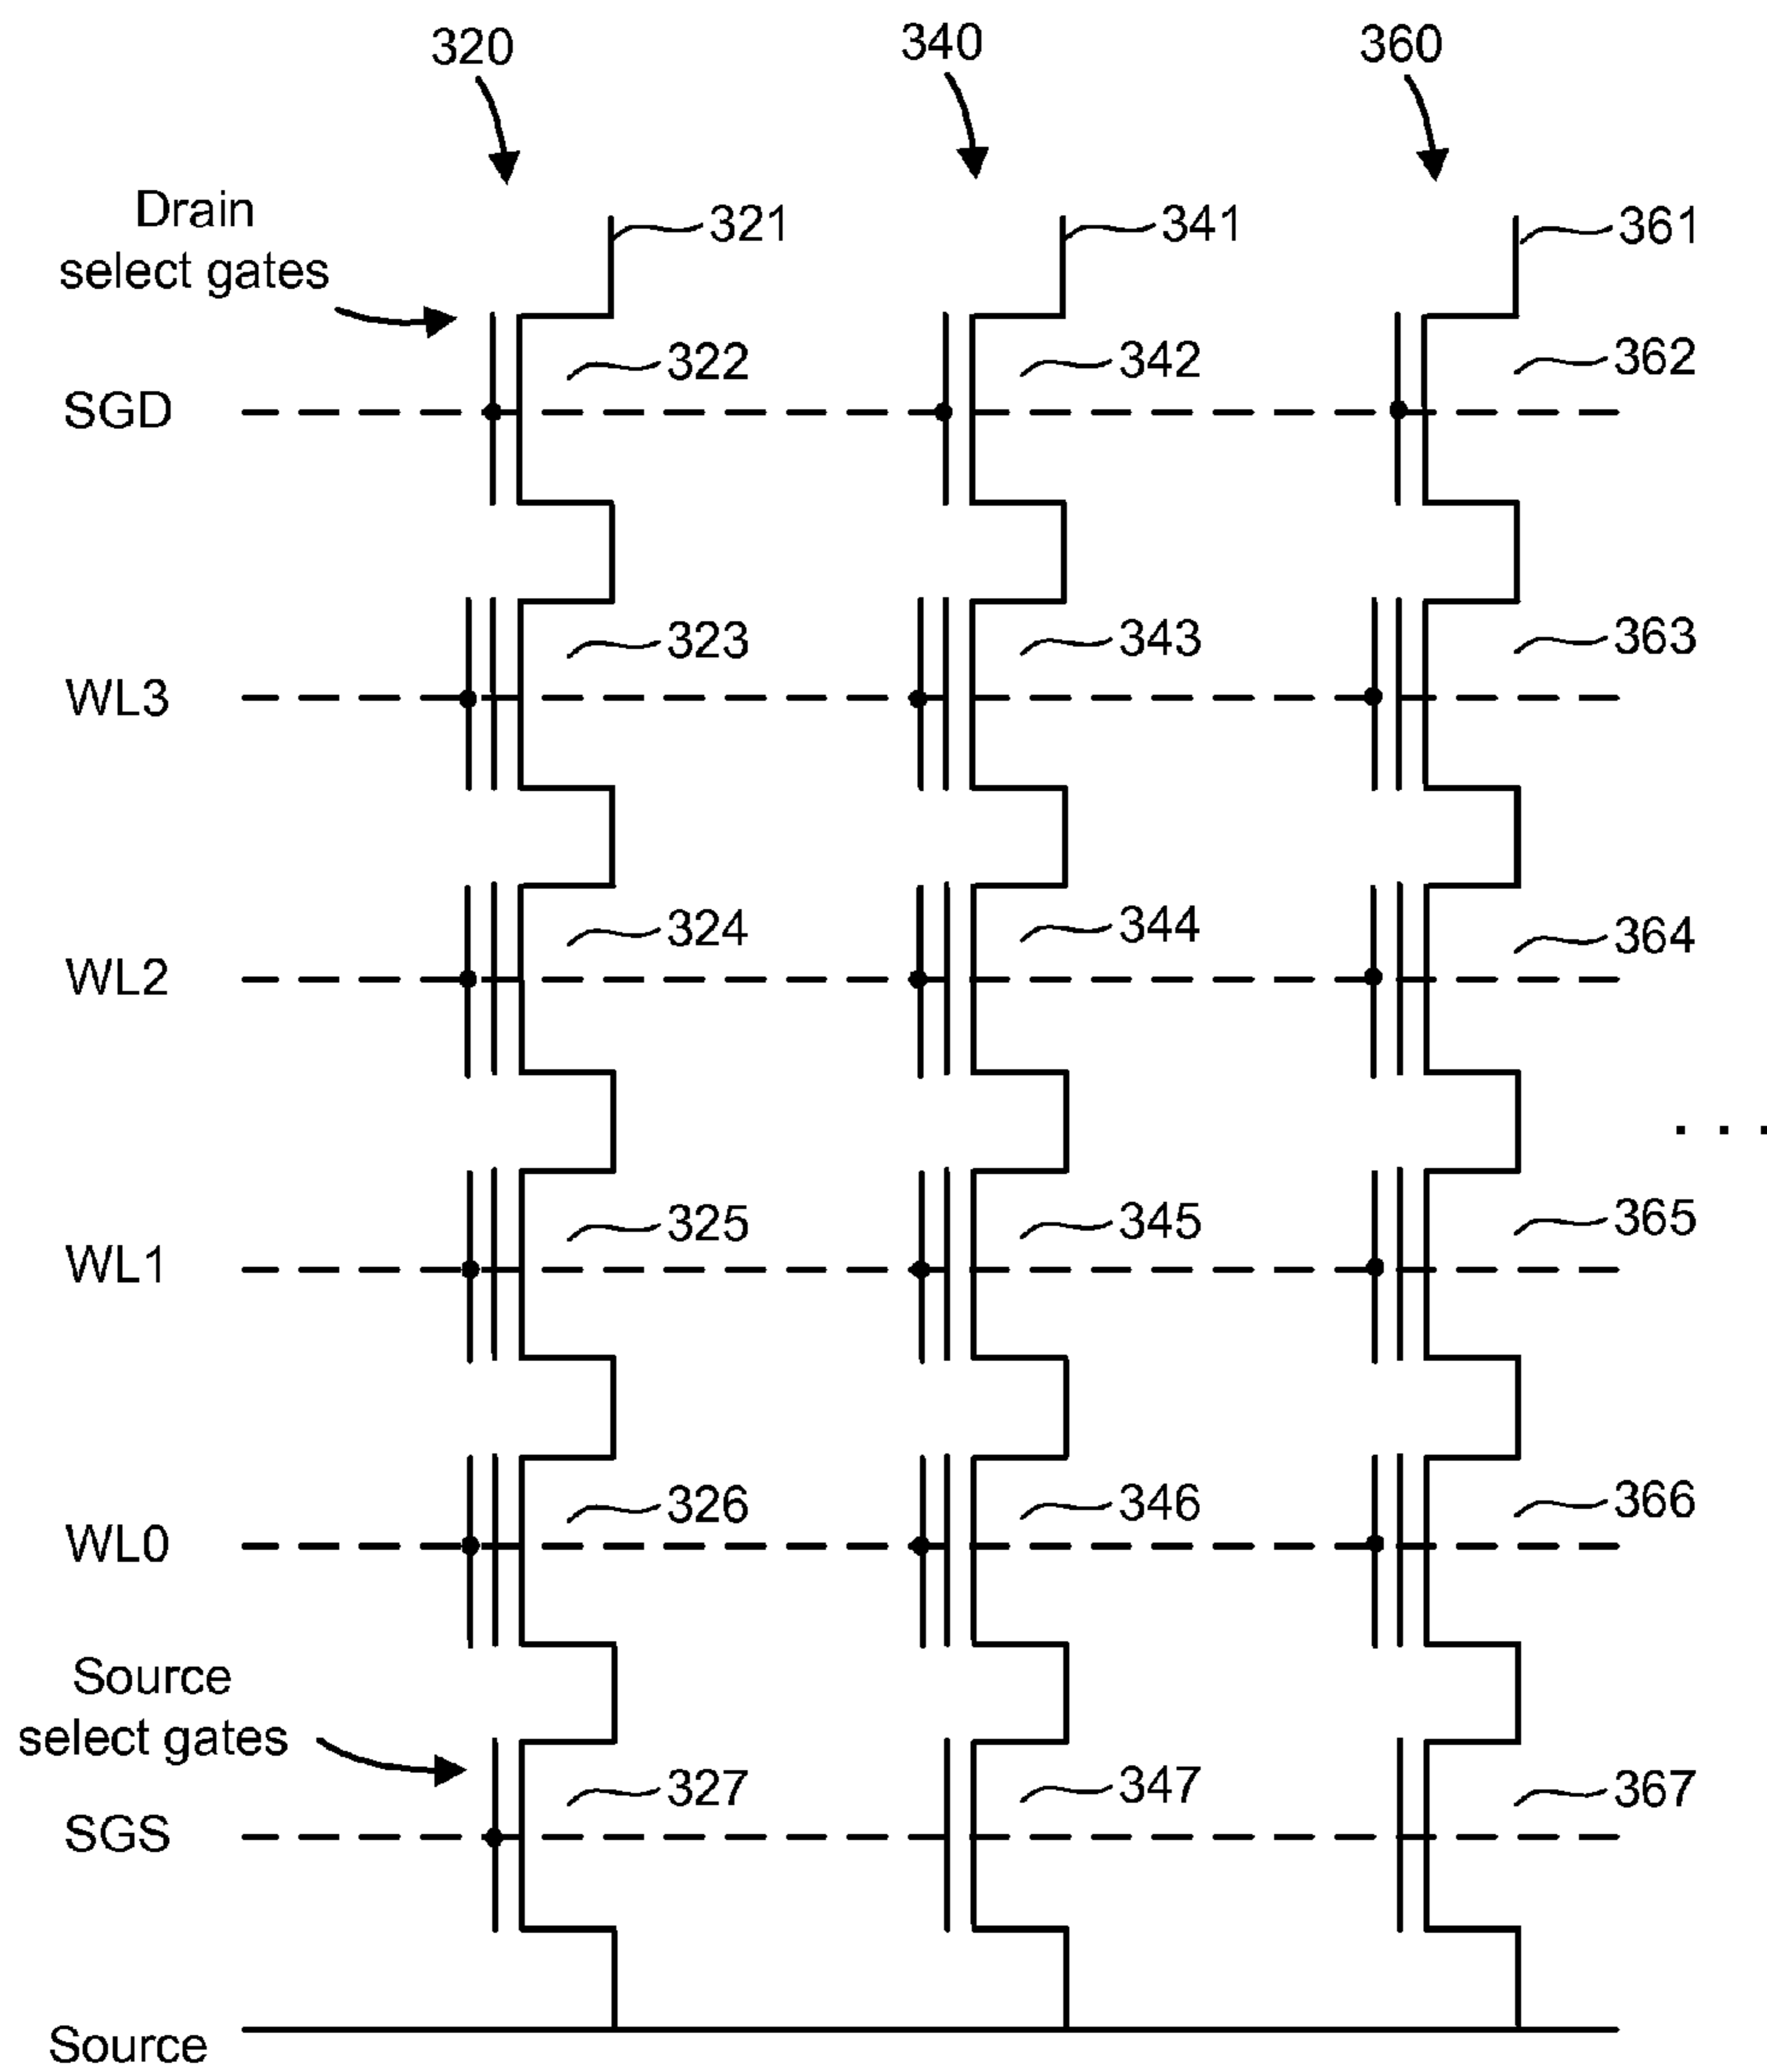 320 340 360
Drain
select gates
321 341 361
322 342 362
SGD
323 343 363
WL3
324 344 364
WL2
. . .
325 345 365
WL1
326 346 366
WL0
Source
select gates
327 347 367
SGS
Source